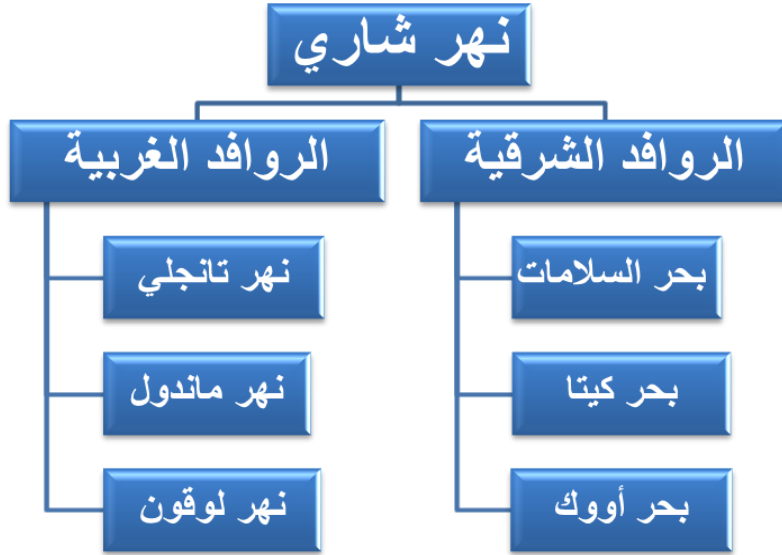 نهر شاري
الروافد الشرقية
بحر السلامات
بحر كيتا
بحر أووك
الروافد الغربية
نهر تانجلي
نهر ماندول
نهر لوقون